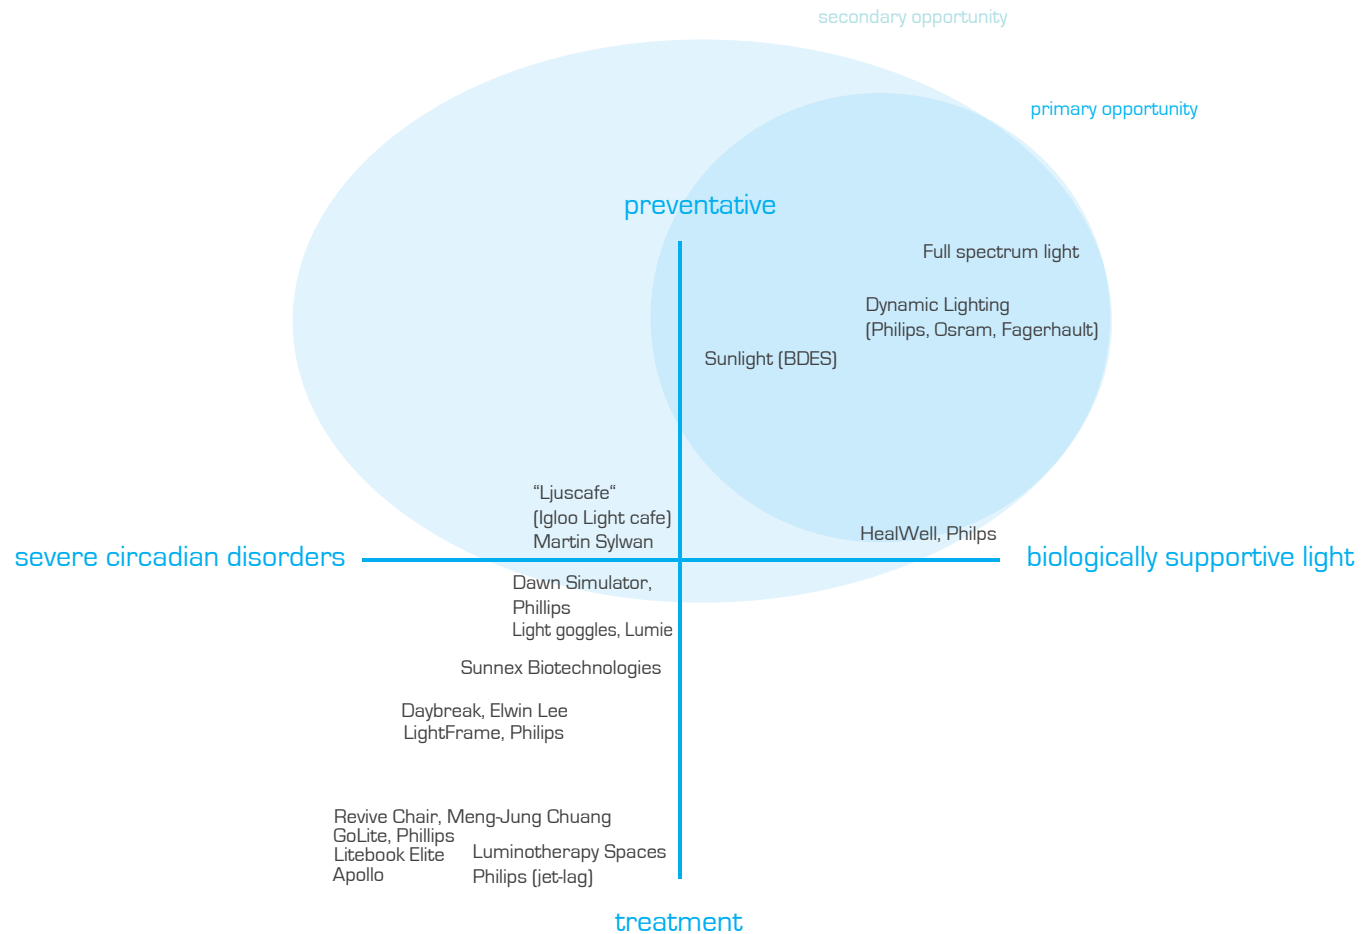 secondary opportunity
primary opportunity
preventative
Full spectrum light
Dynamic Lighting
(Philips, Osram, Fagerhault)
Sunlight (BDES)
“Ljuscafe“
(Igloo Light cafe)
Martin Sylwan
HealWell, Philps
severe circadian disorders
biologically supportive light
Dawn Simulator,
Phillips
Light goggles, Lumie
Sunnex Biotechnologies
Daybreak, Elwin Lee
LightFrame, Philips
Revive Chair, Meng-Jung Chuang
GoLite, Phillips
Litebook Elite
Apollo
Luminotherapy Spaces
Philips (jet-lag)
treatment